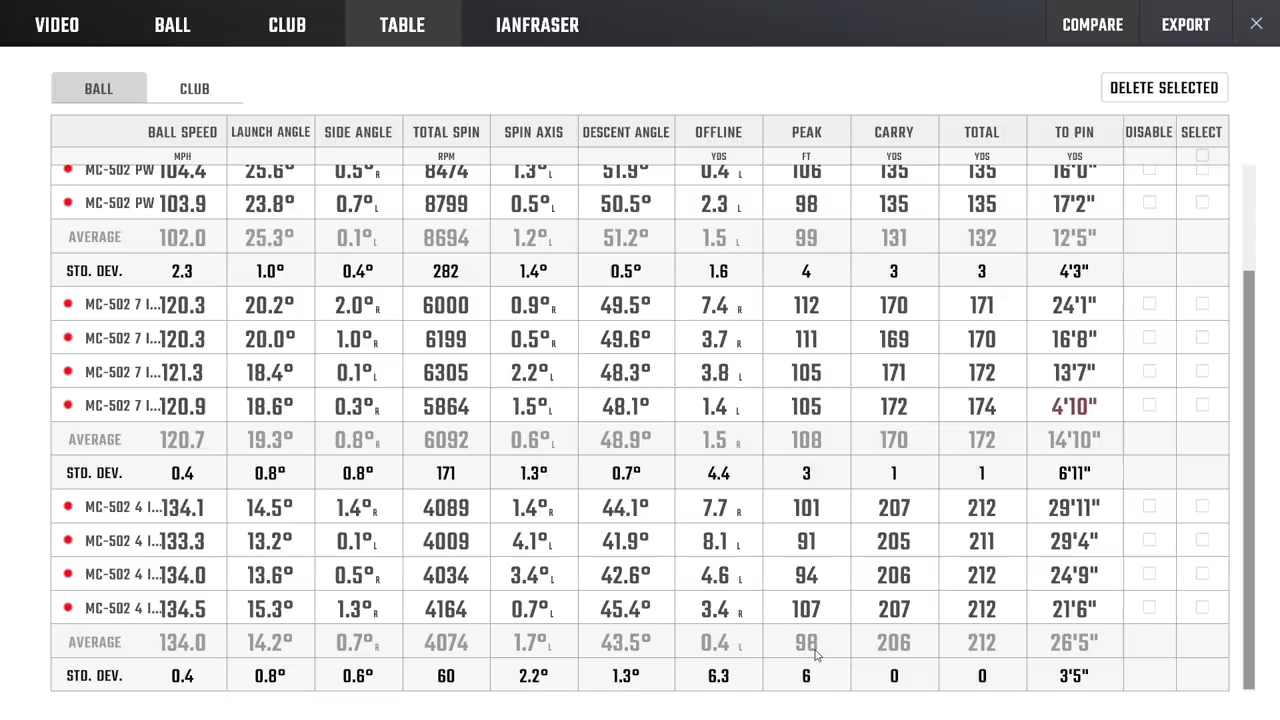 VIDEO BALL CLUB TABLE IANFRASER COMPARE EXPORT
BALL CLUB DELETE SELECTED
BALL SPEED LAUNCH ANGLE SIDE ANGLE TOTAL SPIN SPIN AXIS DESCENT ANGLE OFFLINE PEAK CARRY TOTAL TO PIN DISABLE SELECT
MPH RPM YDS FT YDS YDS YDS
MC-502 PW 104.4 25.6° 0.5° R 8474 1.3° L 51.9° 0.4 L 106 135 135 16'0"
MC-502 PW 103.9 23.8° 0.7° L 8799 0.5° L 50.5° 2.3 L 98 135 135 17'2"
AVERAGE 102.0 25.3° 0.1° L 8694 1.2° L 51.2° 1.5 L 99 131 132 12'5"
STD. DEV. 2.3 1.0° 0.4° 282 1.4° 0.5° 1.6 4 3 3 4'3"
MC-502 7 I... 120.3 20.2° 2.0° R 6000 0.9° R 49.5° 7.4 R 112 170 171 24'1"
MC-502 7 I... 120.3 20.0° 1.0° R 6199 0.5° R 49.6° 3.7 R 111 169 170 16'8"
MC-502 7 I... 121.3 18.4° 0.1° L 6305 2.2° L 48.3° 3.8 L 105 171 172 13'7"
MC-502 7 I... 120.9 18.6° 0.3° R 5864 1.5° L 48.1° 1.4 L 105 172 174 4'10"
AVERAGE 120.7 19.3° 0.8° R 6092 0.6° L 48.9° 1.5 R 108 170 172 14'10"
STD. DEV. 0.4 0.8° 0.8° 171 1.3° 0.7° 4.4 3 1 1 6'11"
MC-502 4 I... 134.1 14.5° 1.4° R 4089 1.4° R 44.1° 7.7 R 101 207 212 29'11"
MC-502 4 I... 133.3 13.2° 0.1° L 4009 4.1° L 41.9° 8.1 L 91 205 211 29'4"
MC-502 4 I... 134.0 13.6° 0.5° R 4034 3.4° L 42.6° 4.6 L 94 206 212 24'9"
MC-502 4 I... 134.5 15.3° 1.3° R 4164 0.7° L 45.4° 3.4 R 107 207 212 21'6"
AVERAGE 134.0 14.2° 0.7° R 4074 1.7° L 43.5° 0.4 L 98 206 212 26'5"
STD. DEV. 0.4 0.8° 0.6° 60 2.2° 1.3° 6.3 6 0 0 3'5"